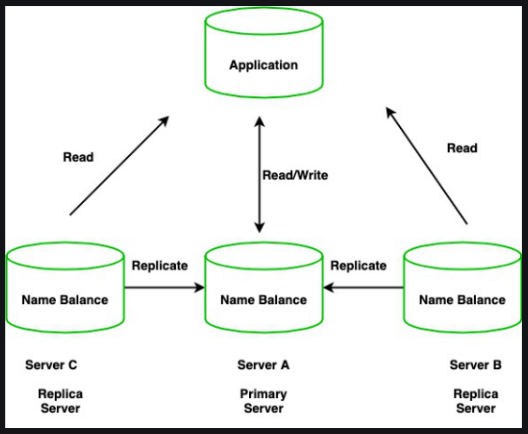 Application
Read
Read
Read/Write
Replicate
Replicate
Name Balance
Name Balance
Name Balance
Server C
Server A
Server B
Replica
Server
Primary
Server
Replica
Server